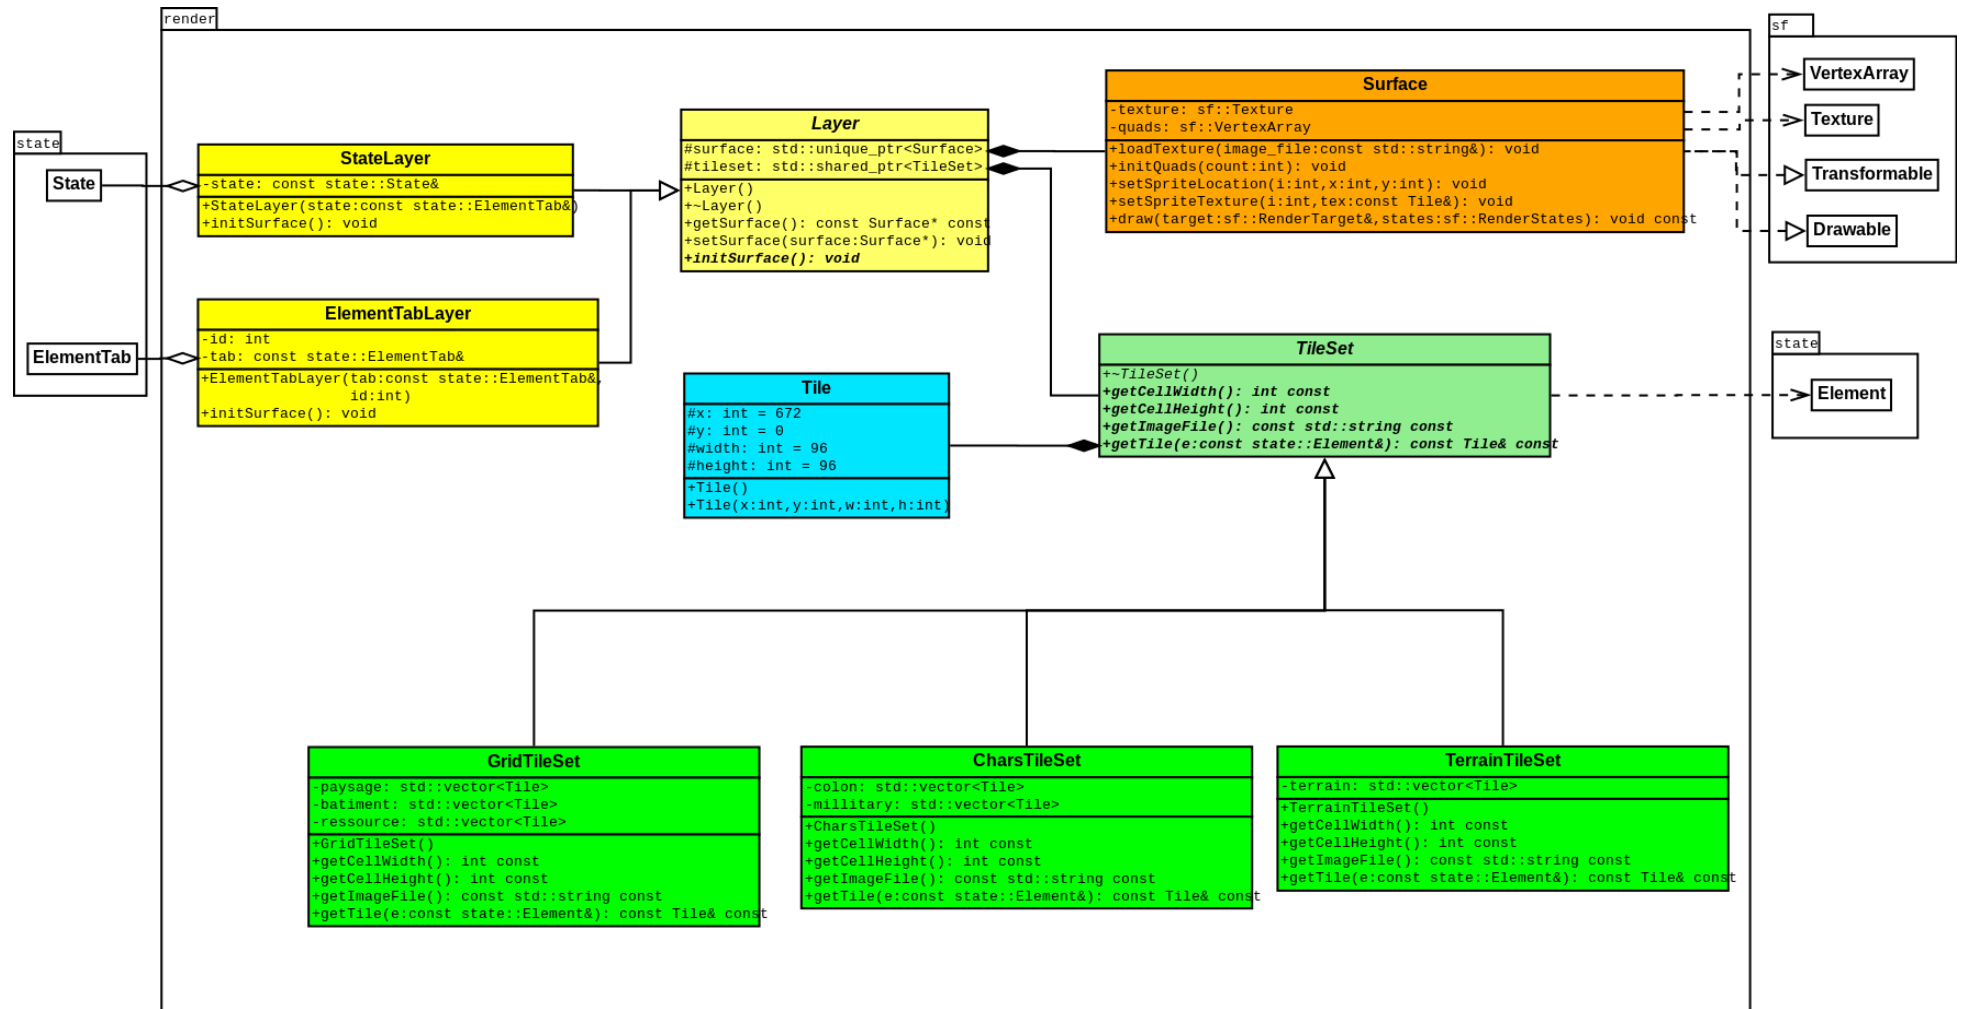 render
sf
VertexArray
Texture
Transformable
Drawable
state
State
ElementTab
StateLayer
-state: const state::State&
+StateLayer(state:const state::ElementTab&)
+initSurface(): void
ElementTabLayer
-id: int
-tab: const state::ElementTab&
+ElementTabLayer(tab:const state::ElementTab&,
id:int)
+initSurface(): void
Layer
#surface: std::unique_ptr<Surface>
#tileset: std::shared_ptr<TileSet>
+Layer()
+~Layer()
+getSurface(): const Surface* const
+setSurface(surface:Surface*): void
+initSurface(): void
Surface
-texture: sf::Texture
-quads: sf::VertexArray
+loadTexture(image_file:const std::string&): void
+initQuads(count:int): void
+setSpriteLocation(i:int,x:int,y:int): void
+setSpriteTexture(i:int,tex:const Tile&): void
+draw(target:sf::RenderTarget&,states:sf::RenderStates): void const
Tile
#x: int = 672
#y: int = 0
#width: int = 96
#height: int = 96
+Tile()
+Tile(x:int,y:int,w:int,h:int)
TileSet
+~TileSet()
+getCellWidth(): int const
+getCellHeight(): int const
+getImageFile(): const std::string const
+getTile(e:const state::Element&): const Tile& const
state
Element
GridTileSet
-paysage: std::vector<Tile>
-batiment: std::vector<Tile>
-ressource: std::vector<Tile>
+GridTileSet()
+getCellWidth(): int const
+getCellHeight(): int const
+getImageFile(): const std::string const
+getTile(e:const state::Element&): const Tile& const
CharsTileSet
-colon: std::vector<Tile>
-millitary: std::vector<Tile>
+CharsTileSet()
+getCellWidth(): int const
+getCellHeight(): int const
+getImageFile(): const std::string const
+getTile(e:const state::Element&): const Tile& const
TerrainTileSet
-terrain: std::vector<Tile>
+TerrainTileSet()
+getCellWidth(): int const
+getCellHeight(): int const
+getImageFile(): const std::string const
+getTile(e:const state::Element&): const Tile& const